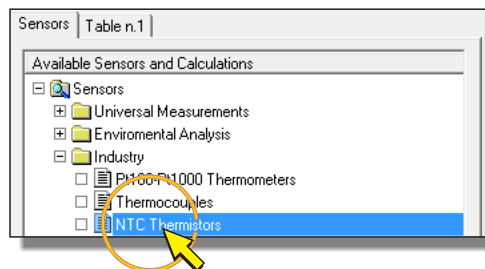 Sensors Table n.1
Available Sensors and Calculations
Sensors
Universal Measurements
Enviromental Analysis
Industry
Pt100-Pt1000 Thermometers
Thermocouples
NTC Thermistors